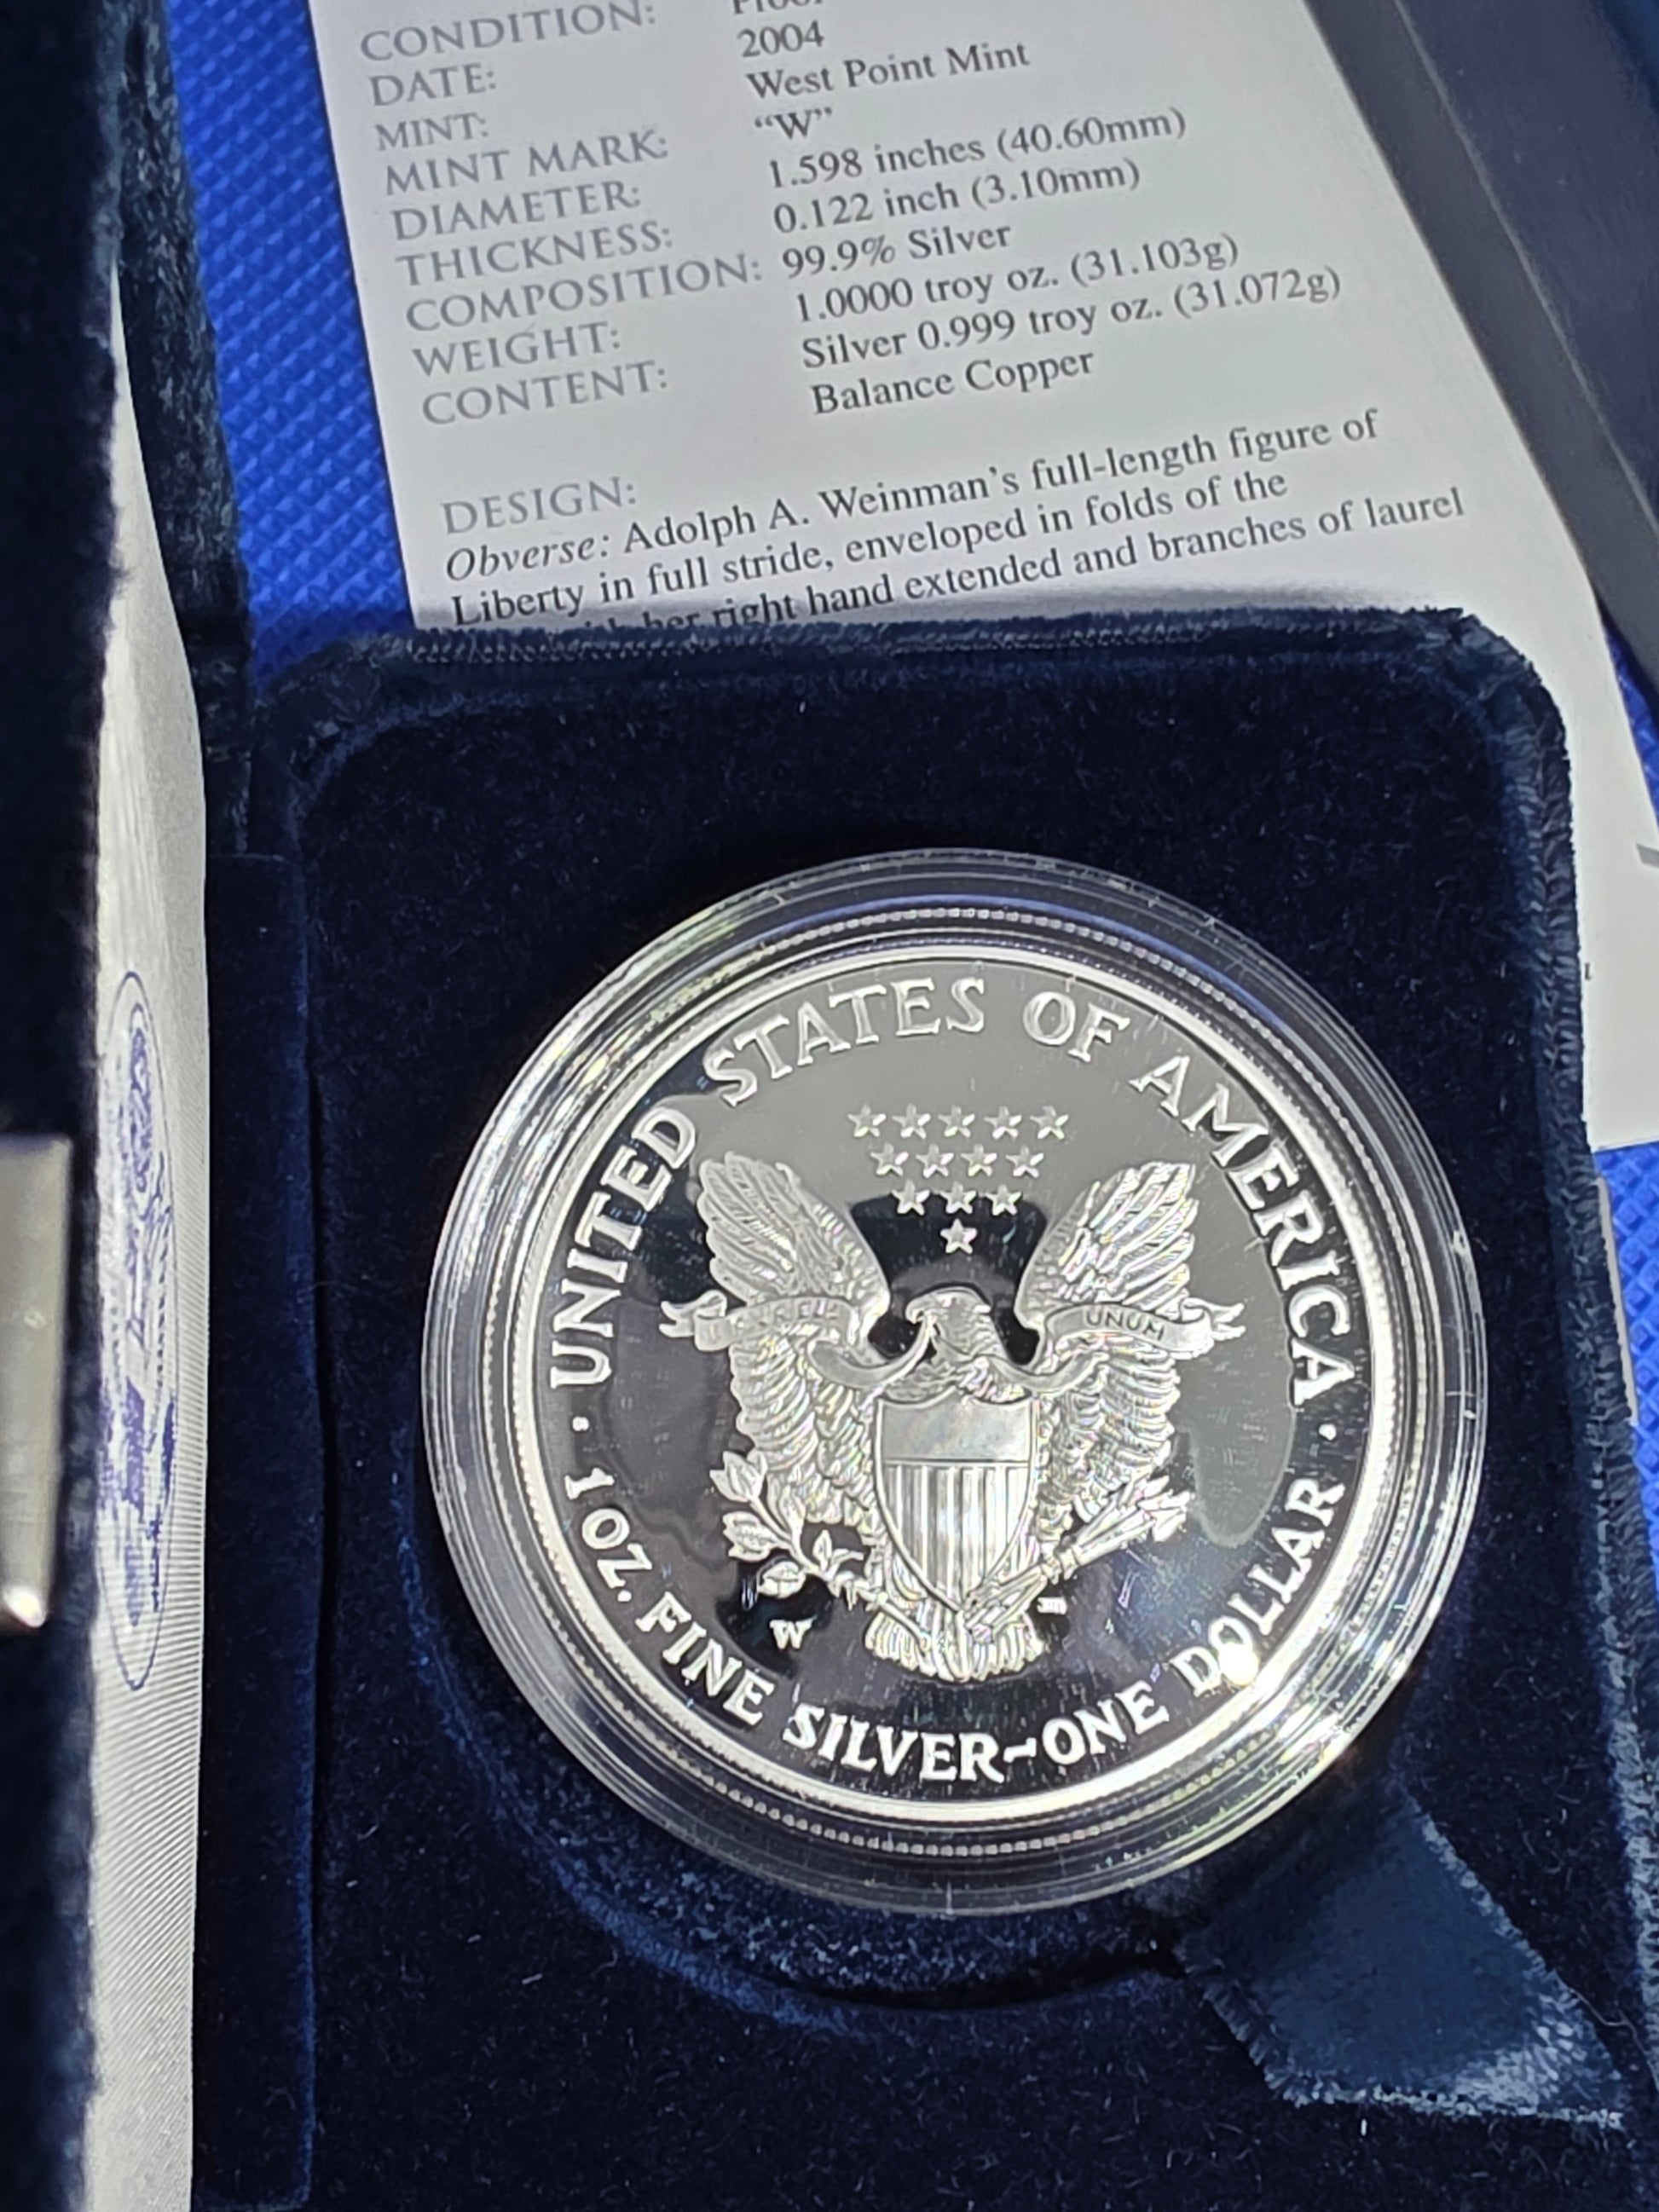 CONDITION: Proof
DATE: 2004
MINT: West Point Mint
MINT MARK: “W”
DIAMETER: 1.598 inches (40.60mm)
THICKNESS: 0.122 inch (3.10mm)
COMPOSITION: 99.9% Silver
WEIGHT: 1.0000 troy oz. (31.103g)
CONTENT: Silver 0.999 troy oz. (31.072g)
Balance Copper
DESIGN:
Obverse: Adolph A. Weinman’s full-length figure of
Liberty in full stride, enveloped in folds of the
her right hand extended and branches of laurel
UNITED STATES OF AMERICA
UNUM
W
1 OZ. FINE SILVER~ONE DOLLAR